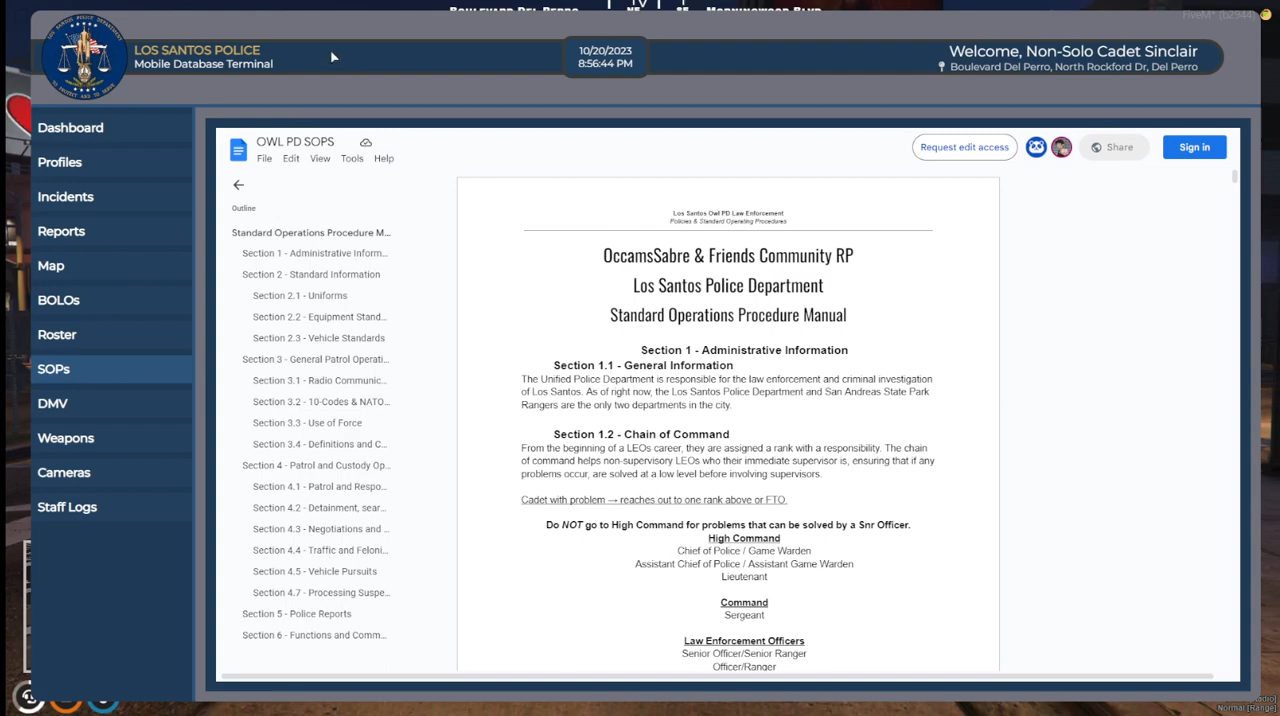 BOULEVARD DEL PERRO
NE
SE
MORNINGWOOD BLVD
FiveM* (b2944)
LOS SANTOS POLICE
Mobile Database Terminal
10/20/2023
8:56:44 PM
Welcome, Non-Solo Cadet Sinclair
Boulevard Del Perro, North Rockford Dr, Del Perro
Dashboard
Profiles
Incidents
Reports
Map
BOLOs
Roster
SOPs
DMV
Weapons
Cameras
Staff Logs
OWL PD SOPS
File Edit View Tools Help
Request edit access
Share
Sign in
Outline
Standard Operations Procedure M...
Section 1 - Administrative Inform...
Section 2 - Standard Information
Section 2.1 - Uniforms
Section 2.2 - Equipment Stand...
Section 2.3 - Vehicle Standards
Section 3 - General Patrol Operati...
Section 3.1 - Radio Communic...
Section 3.2 - 10-Codes & NATO...
Section 3.3 - Use of Force
Section 3.4 - Definitions and C...
Section 4 - Patrol and Custody Op...
Section 4.1 - Patrol and Respo...
Section 4.2 - Detainment, sear...
Section 4.3 - Negotiations and ...
Section 4.4 - Traffic and Feloni...
Section 4.5 - Vehicle Pursuits
Section 4.7 - Processing Suspe...
Section 5 - Police Reports
Section 6 - Functions and Comm...
Los Santos Owl PD Law Enforcement
Policies & Standard Operating Procedures
OccamsSabre & Friends Community RP
Los Santos Police Department
Standard Operations Procedure Manual
Section 1 - Administrative Information
Section 1.1 - General Information
The Unified Police Department is responsible for the law enforcement and criminal investigation
of Los Santos. As of right now, the Los Santos Police Department and San Andreas State Park
Rangers are the only two departments in the city.
Section 1.2 - Chain of Command
From the beginning of a LEOs career, they are assigned a rank with a responsibility. The chain
of command helps non-supervisory LEOs who their immediate supervisor is, ensuring that if any
problems occur, are solved at a low level before involving supervisors.
Cadet with problem → reaches out to one rank above or FTO.
Do NOT go to High Command for problems that can be solved by a Snr Officer.
High Command
Chief of Police / Game Warden
Assistant Chief of Police / Assistant Game Warden
Lieutenant
Command
Sergeant
Law Enforcement Officers
Senior Officer/Senior Ranger
Officer/Ranger
Normal [Range]